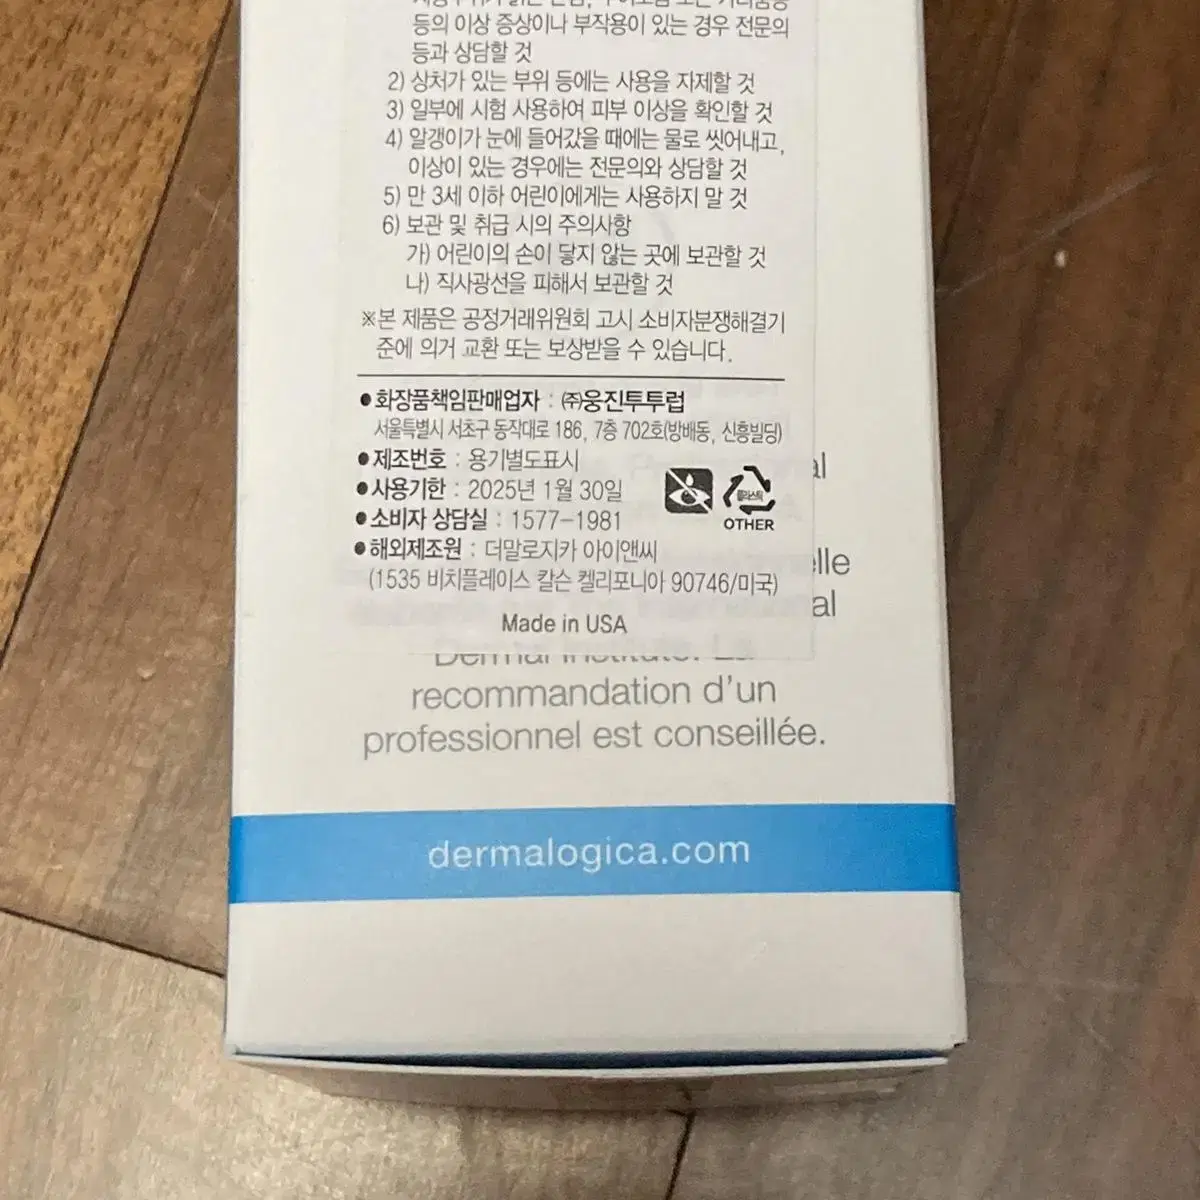 등의 이상 증상이나 부작용이 있는 경우 전문의
등과 상담할 것
2) 상처가 있는 부위 등에는 사용을 자제할 것
3) 일부에 시험 사용하여 피부 이상을 확인할 것
4) 알갱이가 눈에 들어갔을 때에는 물로 씻어내고,
이상이 있는 경우에는 전문의와 상담할 것
5) 만 3세 이하 어린이에게는 사용하지 말 것
6) 보관 및 취급 시의 주의사항
가) 어린이의 손이 닿지 않는 곳에 보관할 것
나) 직사광선을 피해서 보관할 것
※본 제품은 공정거래위원회 고시 소비자분쟁해결기
준에 의거 교환 또는 보상받을 수 있습니다.
●화장품책임판매업자 : ㈜웅진투투럽
서울특별시 서초구 동작대로 186, 7층 702호(방배동, 신흥빌딩)
●제조번호 : 용기별도표시
●사용기한 : 2025년 1월 30일
플라스틱
OTHER
●소비자 상담실 : 1577-1981
●해외제조원 : 더말로지카 아이앤씨
(1535 비치플레이스 칼슨 켈리포니아 90746/미국)
Made in USA
Dermal Institute. La
recommandation d'un
professionnel est conseillée.
dermalogica.com